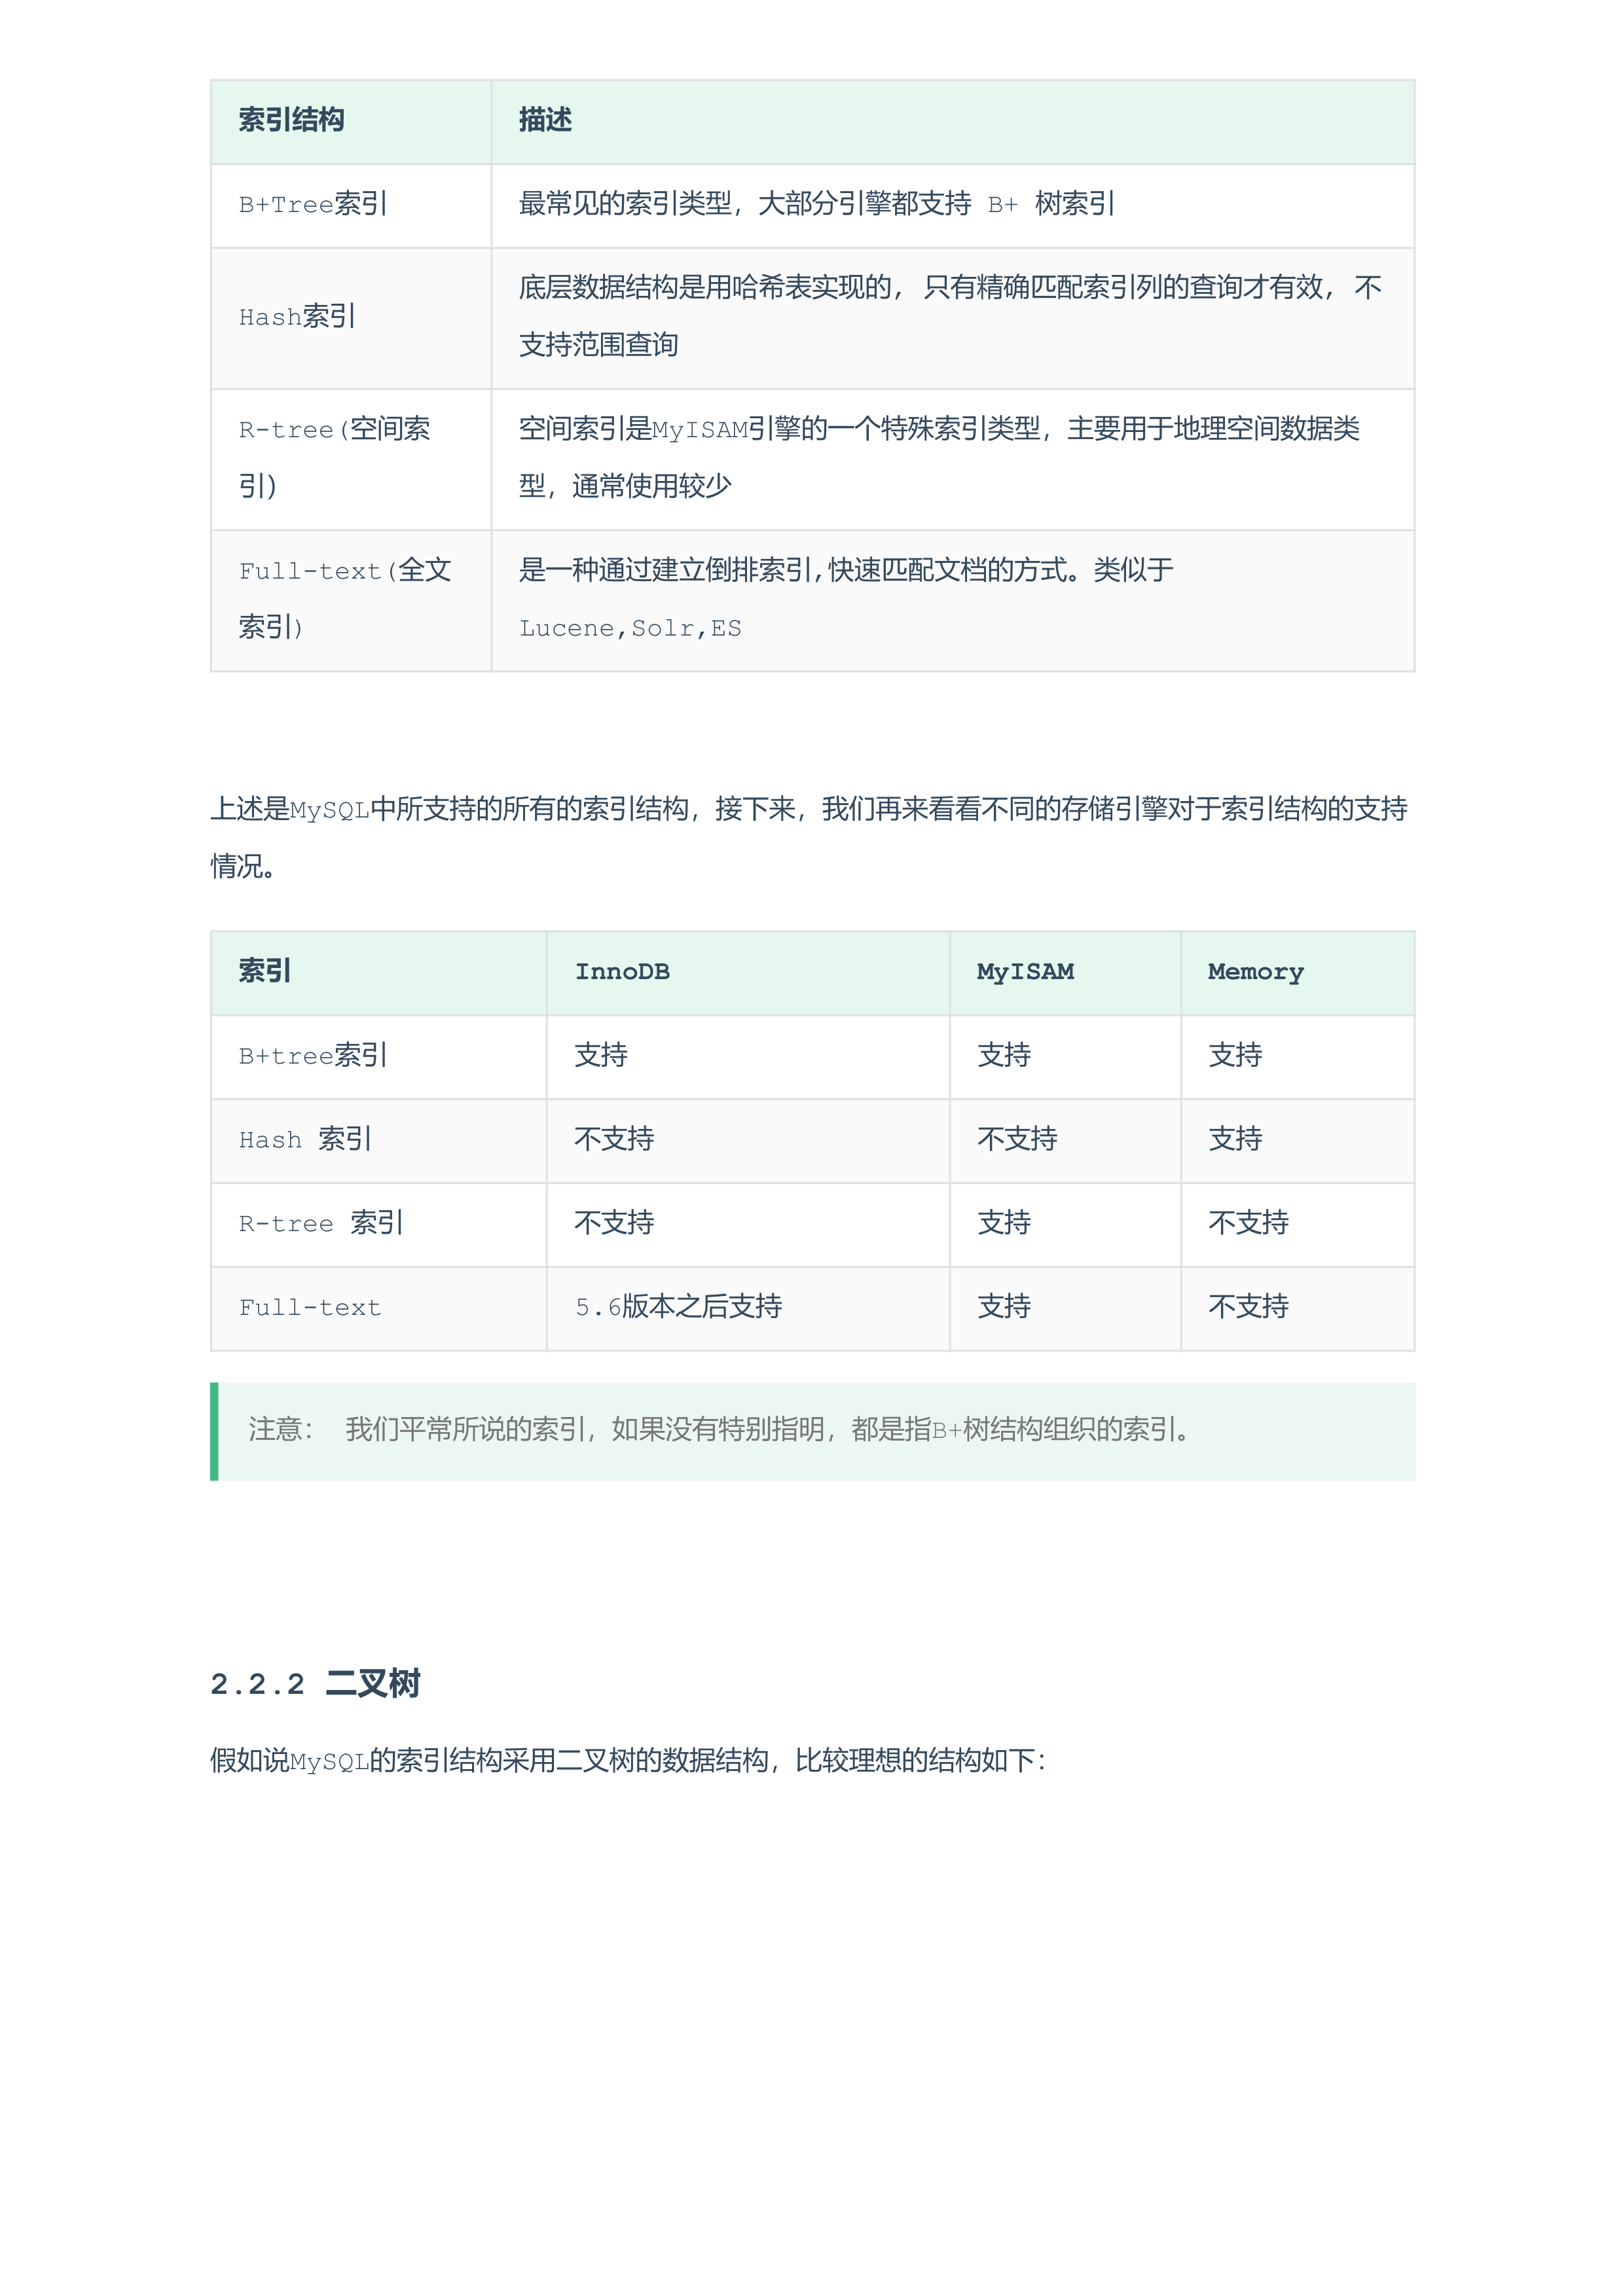 索引结构 描述
B+Tree索引 最常见的索引类型，大部分引擎都支持 B+ 树索引
Hash索引 底层数据结构是用哈希表实现的, 只有精确匹配索引列的查询才有效, 不
支持范围查询
R-tree(空间索 空间索引是MyISAM引擎的一个特殊索引类型，主要用于地理空间数据类
引) 型，通常使用较少
Full-text(全文 是一种通过建立倒排索引,快速匹配文档的方式。类似于
索引) Lucene,Solr,ES
上述是MySQL中所支持的所有的索引结构，接下来，我们再来看看不同的存储引擎对于索引结构的支持
情况。
索引 InnoDB MyISAM Memory
B+tree索引 支持 支持 支持
Hash 索引 不支持 不支持 支持
R-tree 索引 不支持 支持 不支持
Full-text 5.6版本之后支持 支持 不支持
注意： 我们平常所说的索引，如果没有特别指明，都是指B+树结构组织的索引。
2.2.2 二叉树
假如说MySQL的索引结构采用二叉树的数据结构，比较理想的结构如下：